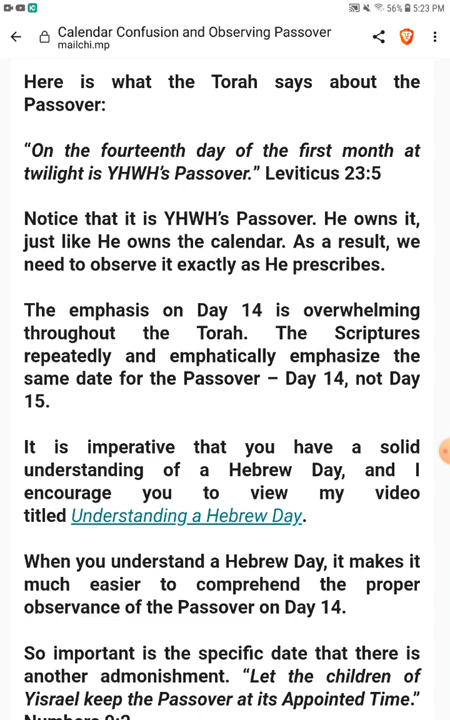 56% 5:23 PM
Calendar Confusion and Observing Passover
mailchi.mp
Here is what the Torah says about the
Passover:
“On the fourteenth day of the first month at
twilight is YHWH’s Passover.” Leviticus 23:5
Notice that it is YHWH’s Passover. He owns it,
just like He owns the calendar. As a result, we
need to observe it exactly as He prescribes.
The emphasis on Day 14 is overwhelming
throughout the Torah. The Scriptures
repeatedly and emphatically emphasize the
same date for the Passover – Day 14, not Day
15.
It is imperative that you have a solid
understanding of a Hebrew Day, and I
encourage you to view my video
titled Understanding a Hebrew Day.
When you understand a Hebrew Day, it makes it
much easier to comprehend the proper
observance of the Passover on Day 14.
So important is the specific date that there is
another admonishment. “Let the children of
Yisrael keep the Passover at its Appointed Time.”
Numbers 9:2